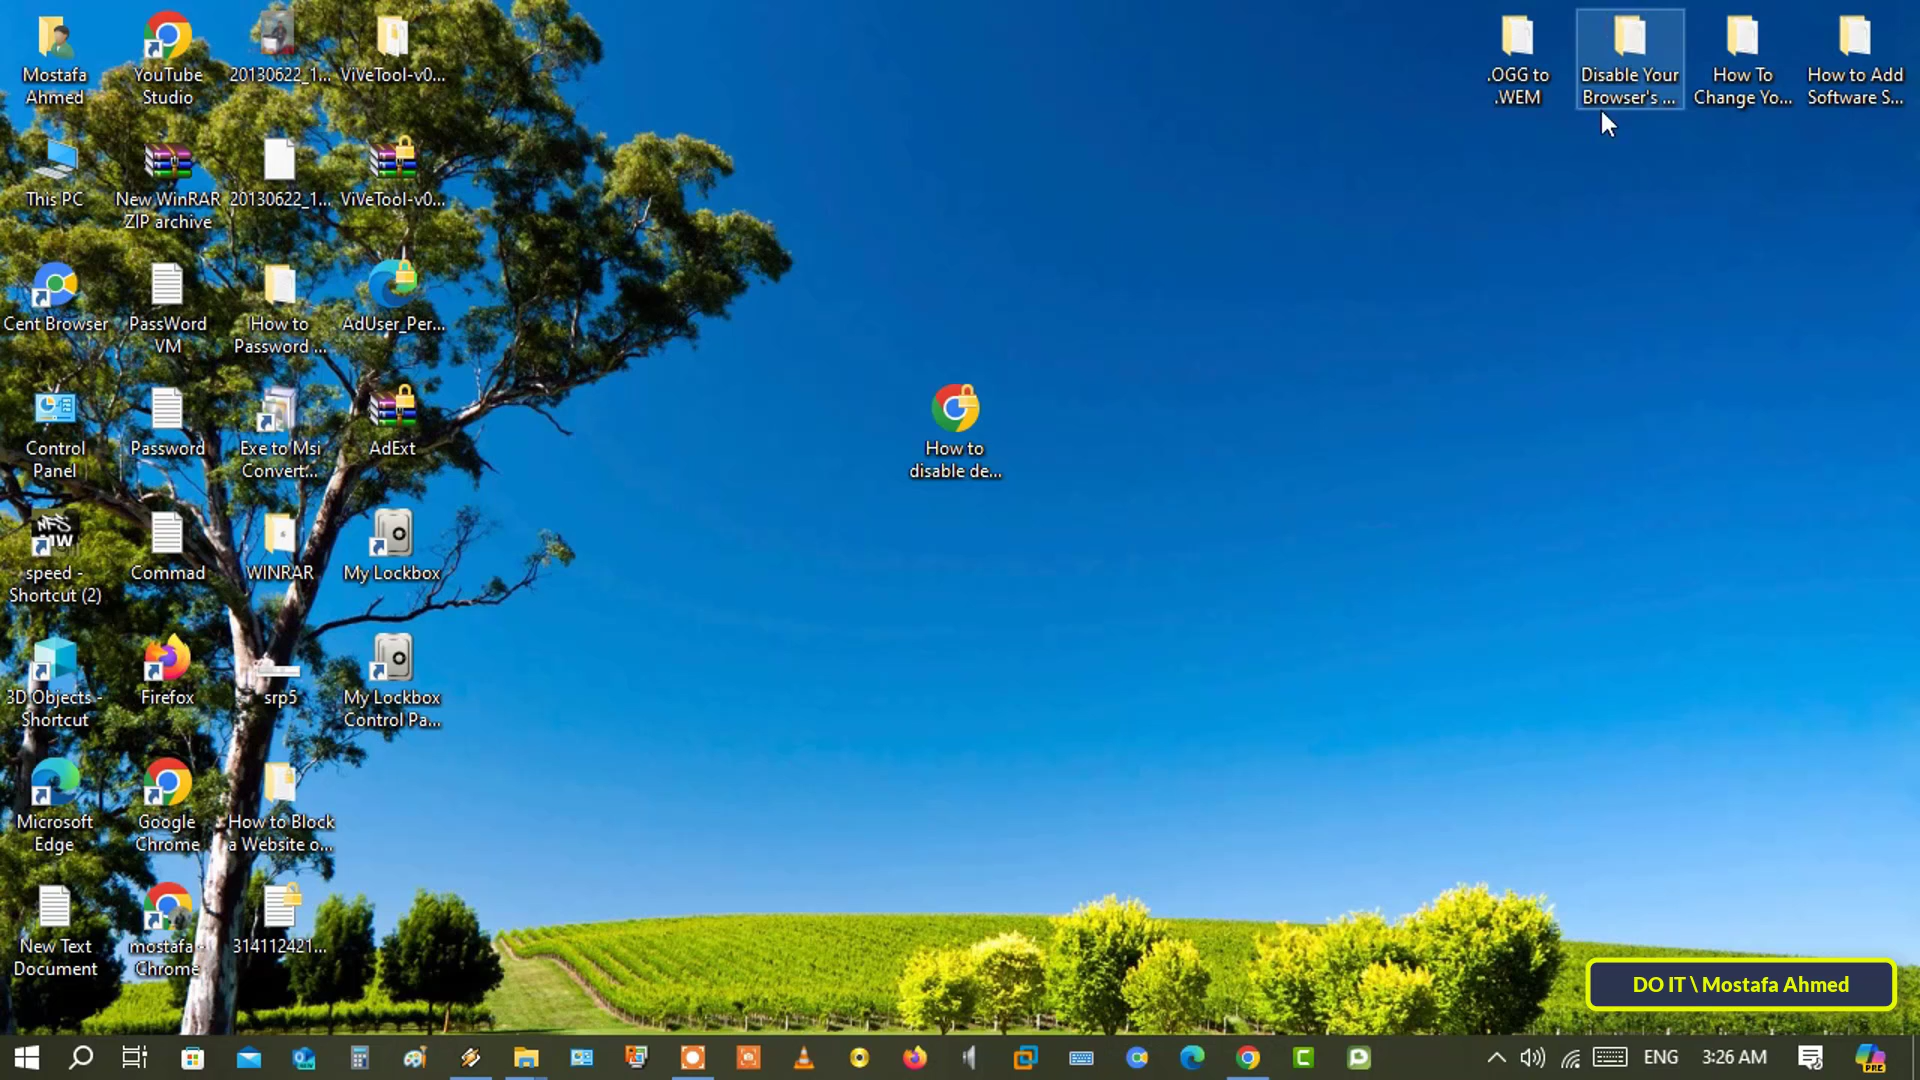 Mostafa
Ahmed
YouTube
Studio
20130622_1...
ViVeTool-v0...
.OGG to
.WEM
Disable Your
Browser's ...
How To
Change Yo...
How to Add
Software S...
This PC
New WinRAR
ZIP archive
20130622_1...
ViVeTool-v0...
Cent Browser
PassWord
VM
How to
Password ...
AdUser_Per...
Control
Panel
Password
Exe to Msi
Convert...
AdExt
How to
disable de...
speed -
Shortcut (2)
Commad
WINRAR
My Lockbox
3D Objects -
Shortcut
Firefox
srp5
My Lockbox
Control Pa...
Microsoft
Edge
Google
Chrome
How to Block
a Website o...
New Text
Document
mostafa -
Chrome
314112421...
DO IT \ Mostafa Ahmed
ENG
3:26 AM
PRE